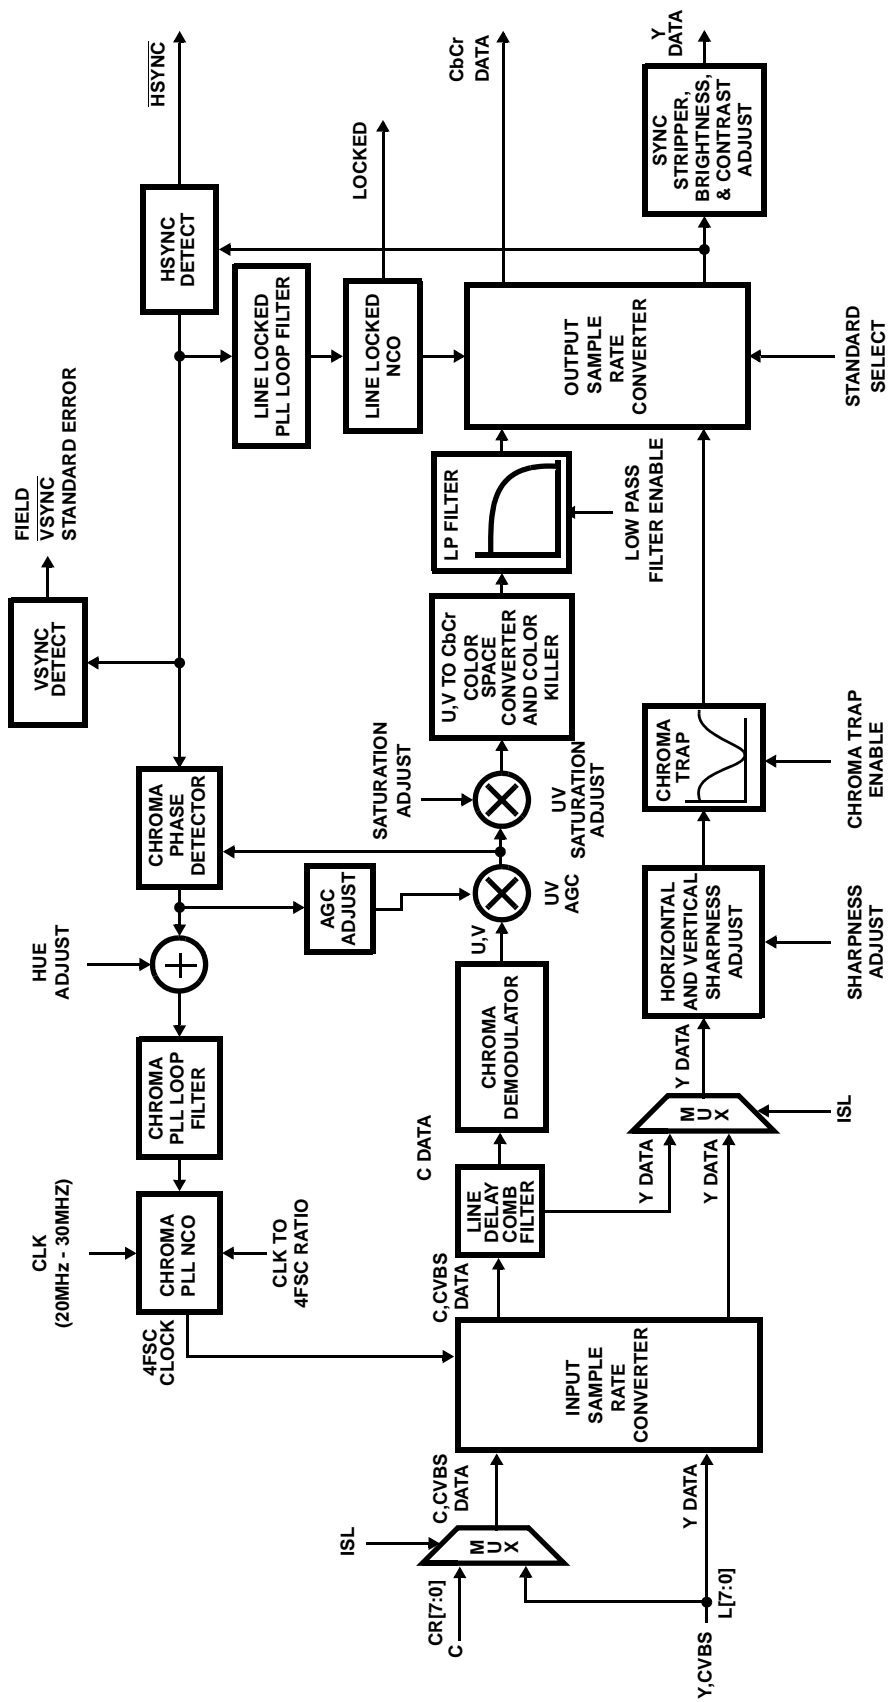 Y,CVBS
L[7:0]
CR[7:0]
C
ISL
MUX
C,CVBS
DATA
Y DATA
INPUT
SAMPLE
RATE
CONVERTER
4FSC
CLOCK
CLK
(20MHz - 30MHZ)
CHROMA
PLL NCO
CLK TO
4FSC RATIO
CHROMA
PLL LOOP
FILTER
HUE
ADJUST
CHROMA
PHASE
DETECTOR
AGC
ADJUST
C,CVBS
DATA
LINE
DELAY
COMB
FILTER
C DATA
CHROMA
DEMODULATOR
U,V
UV
AGC
SATURATION
ADJUST
UV
SATURATION
ADJUST
U,V TO CbCr
COLOR
SPACE
CONVERTER
AND COLOR
KILLER
LP FILTER
LOW PASS
FILTER ENABLE
Y DATA
Y DATA
MUX
ISL
Y DATA
HORIZONTAL
AND VERTICAL
SHARPNESS
ADJUST
SHARPNESS
ADJUST
CHROMA
TRAP
CHROMA TRAP
ENABLE
VSYNC
DETECT
FIELD
VSYNC
STANDARD ERROR
HSYNC
DETECT
HSYNC
LINE LOCKED
PLL LOOP FILTER
LINE LOCKED
NCO
LOCKED
OUTPUT
SAMPLE
RATE
CONVERTER
STANDARD
SELECT
CbCr
DATA
SYNC
STRIPPER,
BRIGHTNESS,
& CONTRAST
ADJUST
Y
DATA